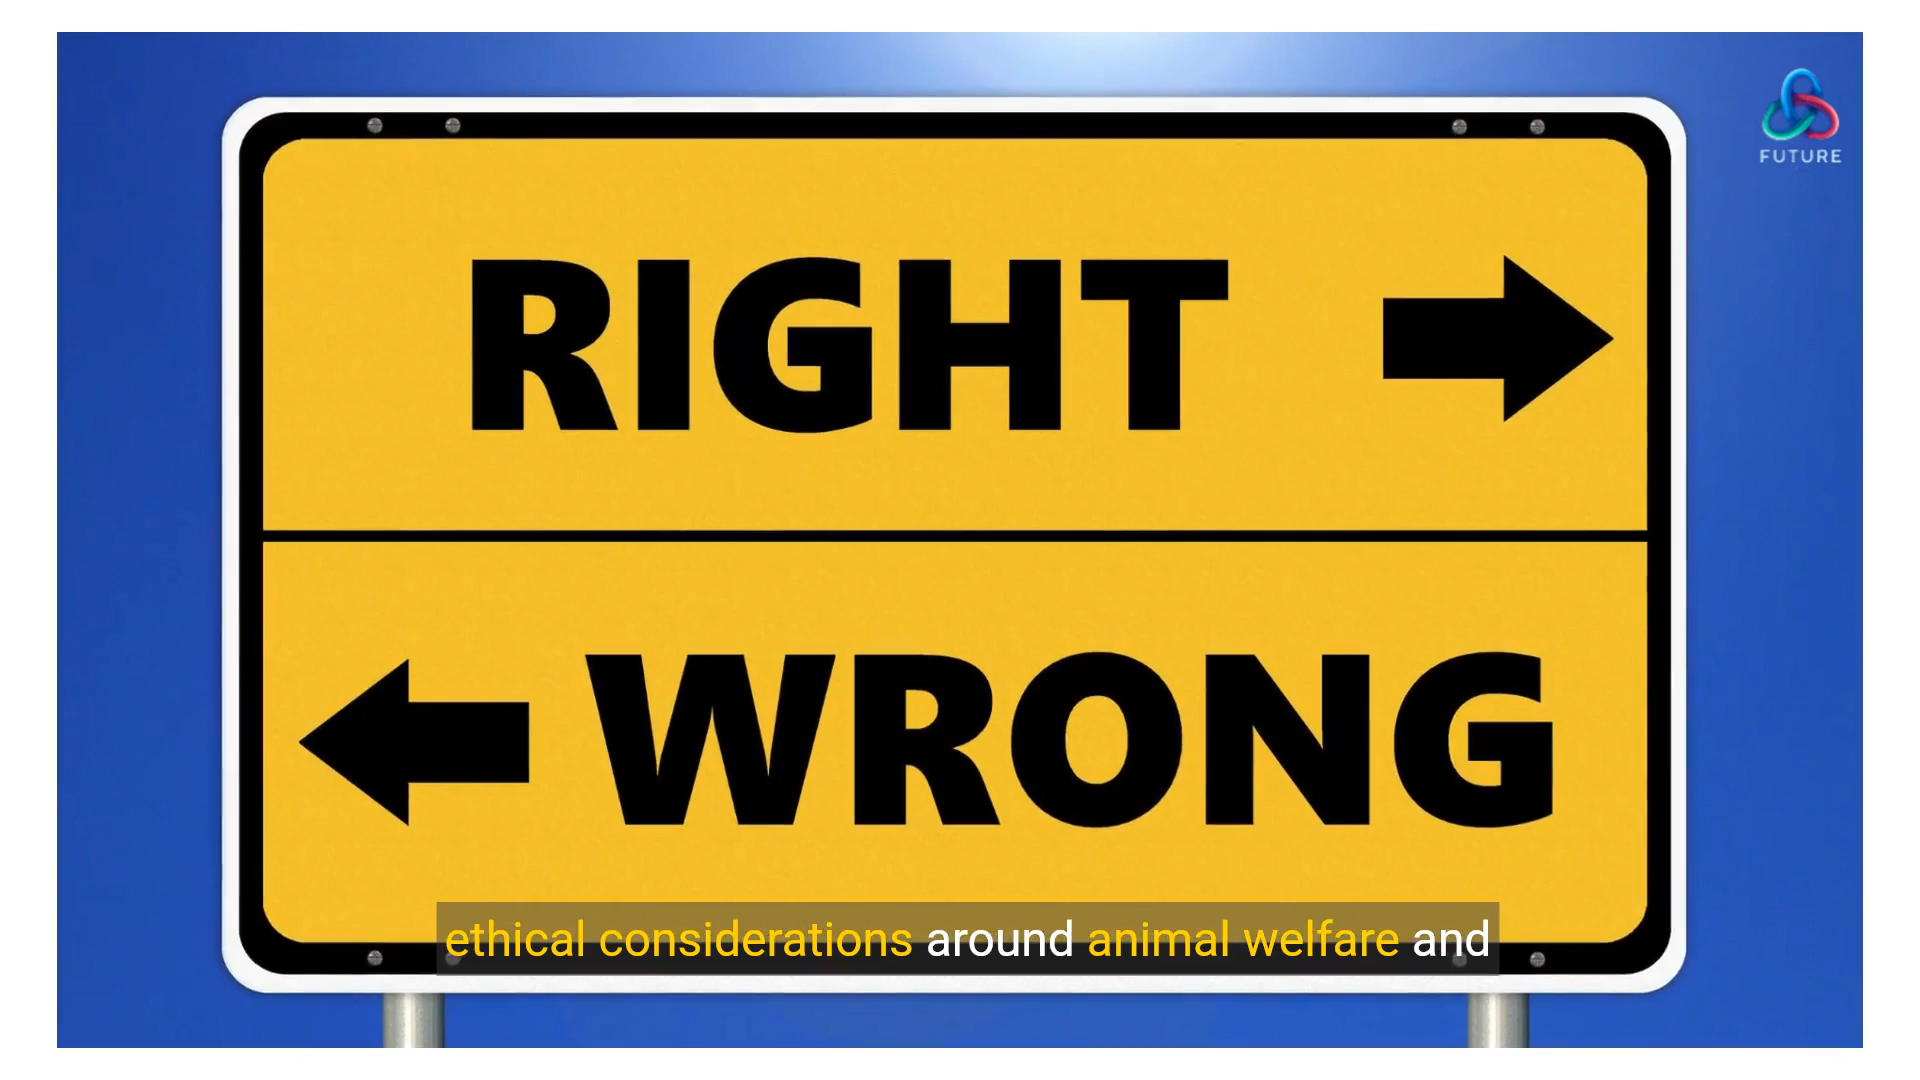 FUTURE
RIGHT
WRONG
ethical considerations around animal welfare and